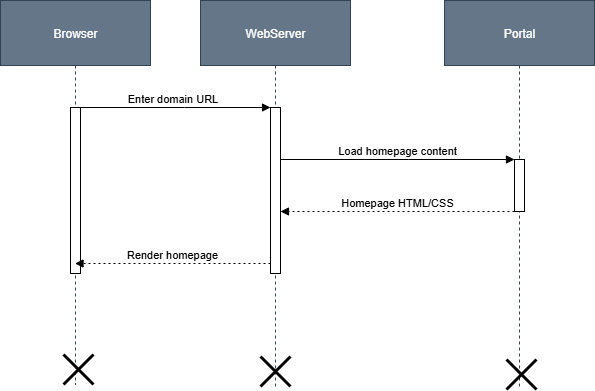 Browser
WebServer
Portal
Enter domain URL
Load homepage content
Homepage HTML/CSS
Render homepage